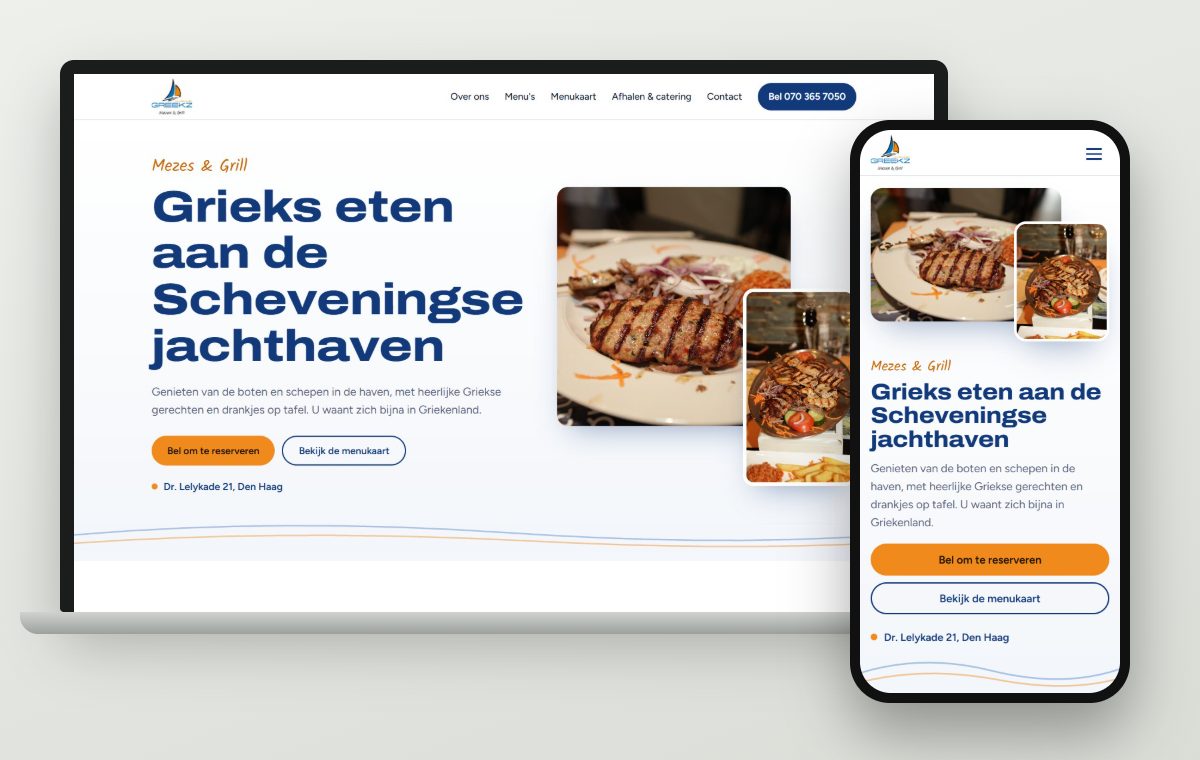 GREEKZ
Mezes & Grill
Over ons
Menu's
Menukaart
Afhalen & catering
Contact
Bel 070 365 7050
Mezes & Grill
Grieks eten
aan de
Scheveningse
jachthaven
Genieten van de boten en schepen in de haven, met heerlijke Griekse
gerechten en drankjes op tafel. U waant zich bijna in Griekenland.
Bel om te reserveren
Bekijk de menukaart
Dr. Lelykade 21, Den Haag
GREEKZ
Mezes & Grill
Mezes & Grill
Grieks eten aan de
Scheveningse
jachthaven
Genieten van de boten en schepen in de
haven, met heerlijke Griekse gerechten en
drankjes op tafel. U waant zich bijna in
Griekenland.
Bel om te reserveren
Bekijk de menukaart
Dr. Lelykade 21, Den Haag